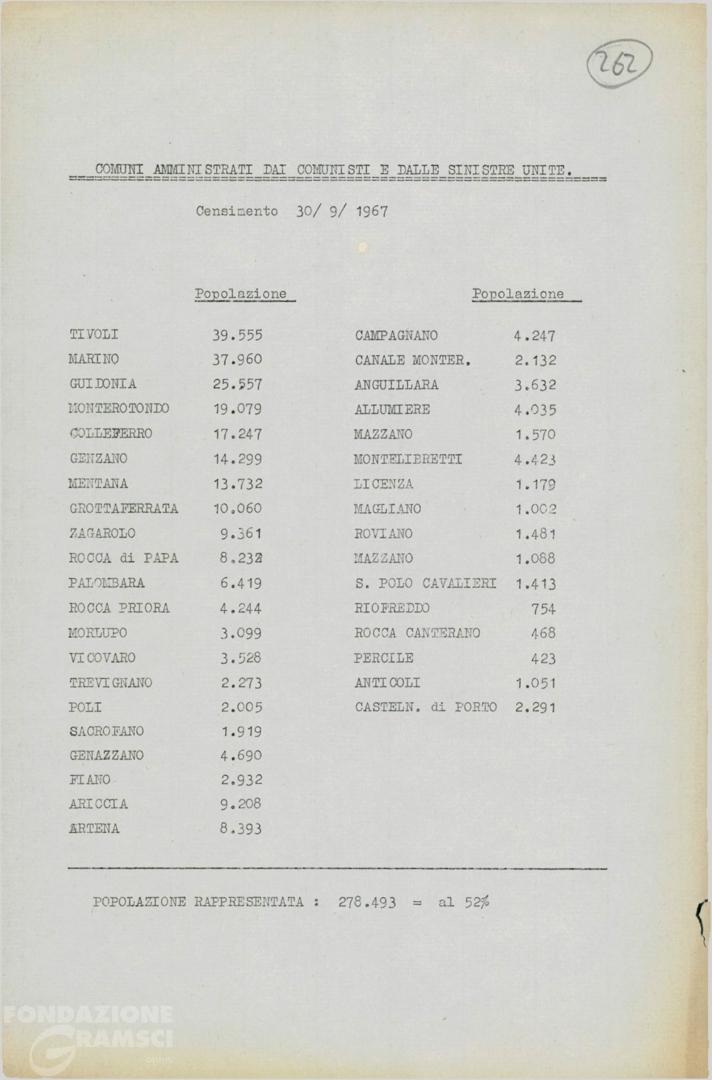 262
COMUNI AMMINISTRATI DAI COMUNISTI E DALLE SINISTRE UNITE.
Censimento 30/ 9/ 1967
Popolazione
TIVOLI 39.555
MARINO 37.960
GUIDONIA 25.557
MONTEROTONDO 19.079
COLLEFERRO 17.247
GENZANO 14.299
MENTANA 13.732
GROTTAFERRATA 10.060
ZAGAROLO 9.361
ROCCA di PAPA 8.232
PALOMBARA 6.419
ROCCA PRIORA 4.244
MORLUPO 3.099
VICOVARO 3.528
TREVIGNANO 2.273
POLI 2.005
SACROFANO 1.919
GENAZZANO 4.690
FIANO 2.932
ARICCIA 9.208
ARTENA 8.393
Popolazione
CAMPAGNANO 4.247
CANALE MONTER. 2.132
ANGUILLARA 3.632
ALLUMIERE 4.035
MAZZANO 1.570
MONTELIBRETTI 4.423
LICENZA 1.179
MAGLIANO 1.002
ROVIANO 1.481
MAZZANO 1.088
S. POLO CAVALIERI 1.413
RIOFREDDO 754
ROCCA CANTERANO 468
PERCILE 423
ANTICOLI 1.051
CASTELN. di PORTO 2.291
POPOLAZIONE RAPPRESENTATA : 278.493 = al 52%
FONDAZIONE
GRAMSCI